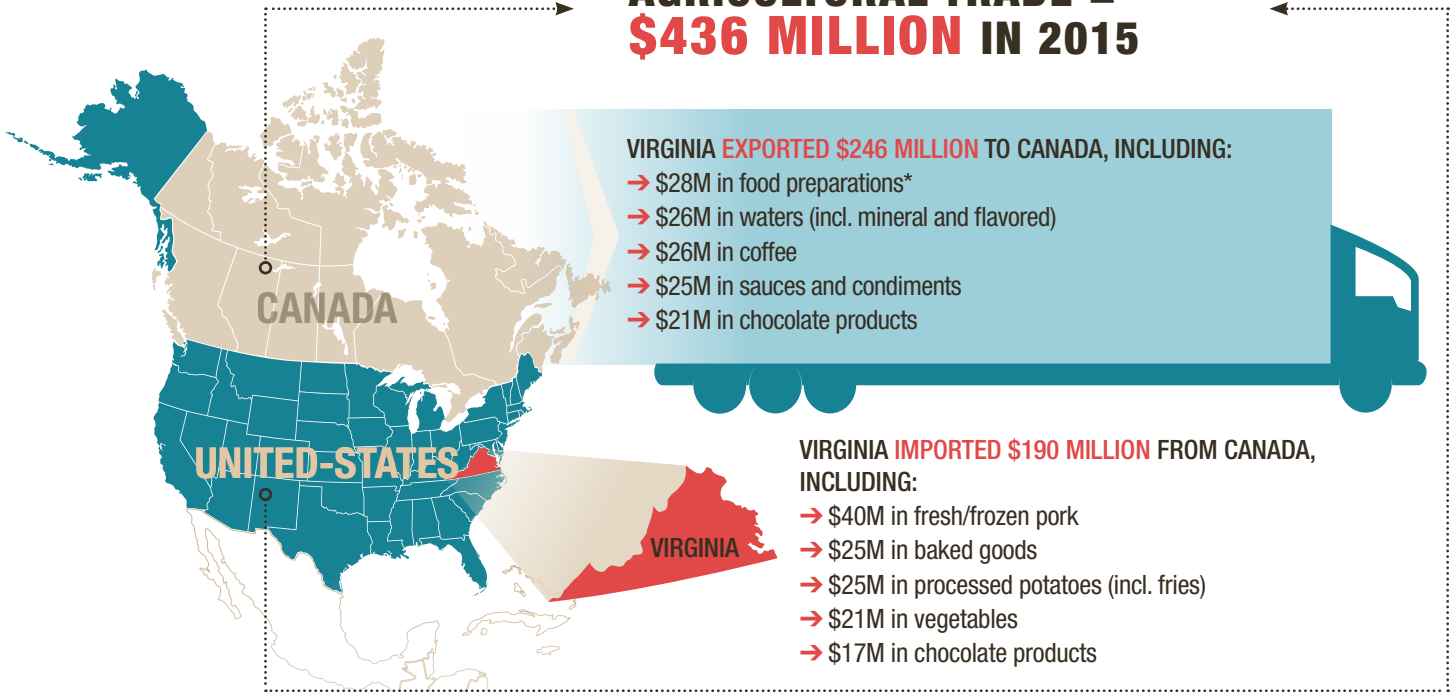 AGRICULTURAL TRADE =
$436 MILLION IN 2015
VIRGINIA EXPORTED $246 MILLION TO CANADA, INCLUDING:
➔ $28M in food preparations*
➔ $26M in waters (incl. mineral and flavored)
➔ $26M in coffee
➔ $25M in sauces and condiments
➔ $21M in chocolate products
CANADA
UNITED-STATES
VIRGINIA
VIRGINIA IMPORTED $190 MILLION FROM CANADA,
INCLUDING:
➔ $40M in fresh/frozen pork
➔ $25M in baked goods
➔ $25M in processed potatoes (incl. fries)
➔ $21M in vegetables
➔ $17M in chocolate products